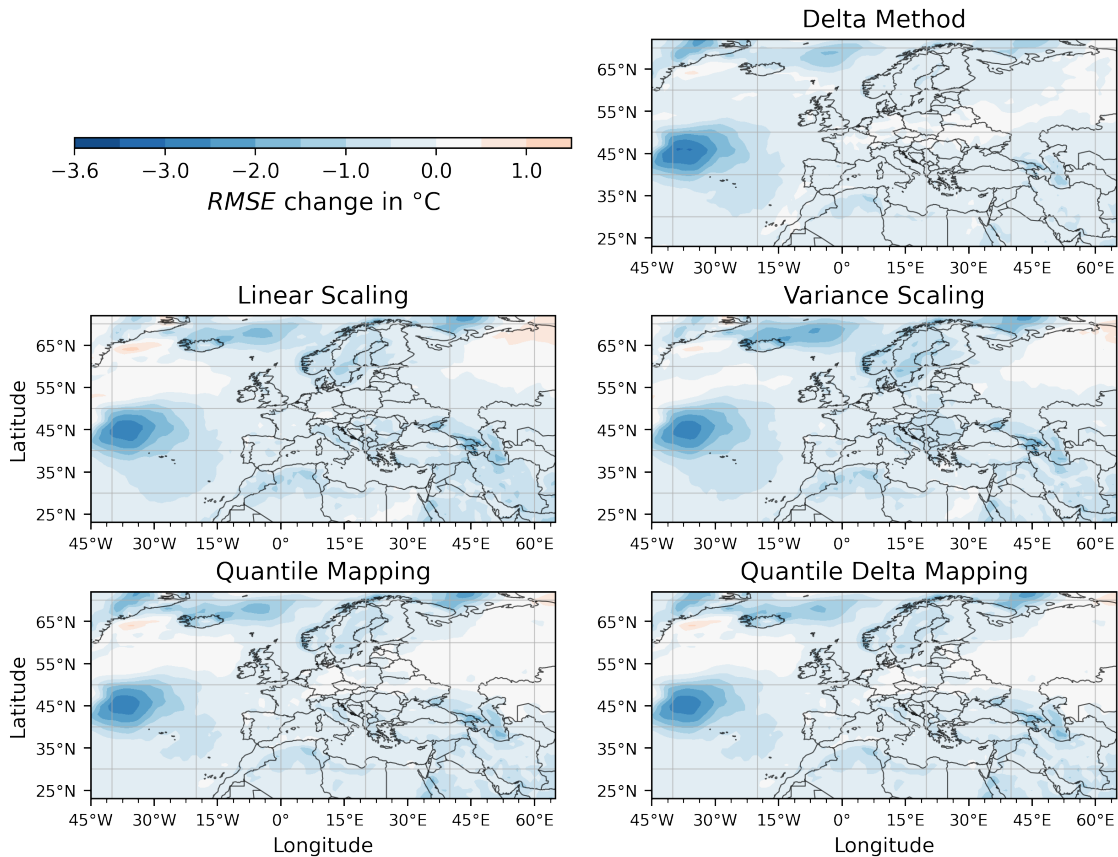 Delta Method
65°N
55°N
45°N
35°N
25°N
45°W 30°W 15°W 0° 15°E 30°E 45°E 60°E
−3.6 −3.0 −2.0 −1.0 0.0 1.0
RMSE change in °C
Linear Scaling
65°N
55°N
45°N
35°N
25°N
Latitude
45°W 30°W 15°W 0° 15°E 30°E 45°E 60°E
Variance Scaling
65°N
55°N
45°N
35°N
25°N
45°W 30°W 15°W 0° 15°E 30°E 45°E 60°E
Quantile Mapping
65°N
55°N
45°N
35°N
25°N
Latitude
45°W 30°W 15°W 0° 15°E 30°E 45°E 60°E
Longitude
Quantile Delta Mapping
65°N
55°N
45°N
35°N
25°N
45°W 30°W 15°W 0° 15°E 30°E 45°E 60°E
Longitude